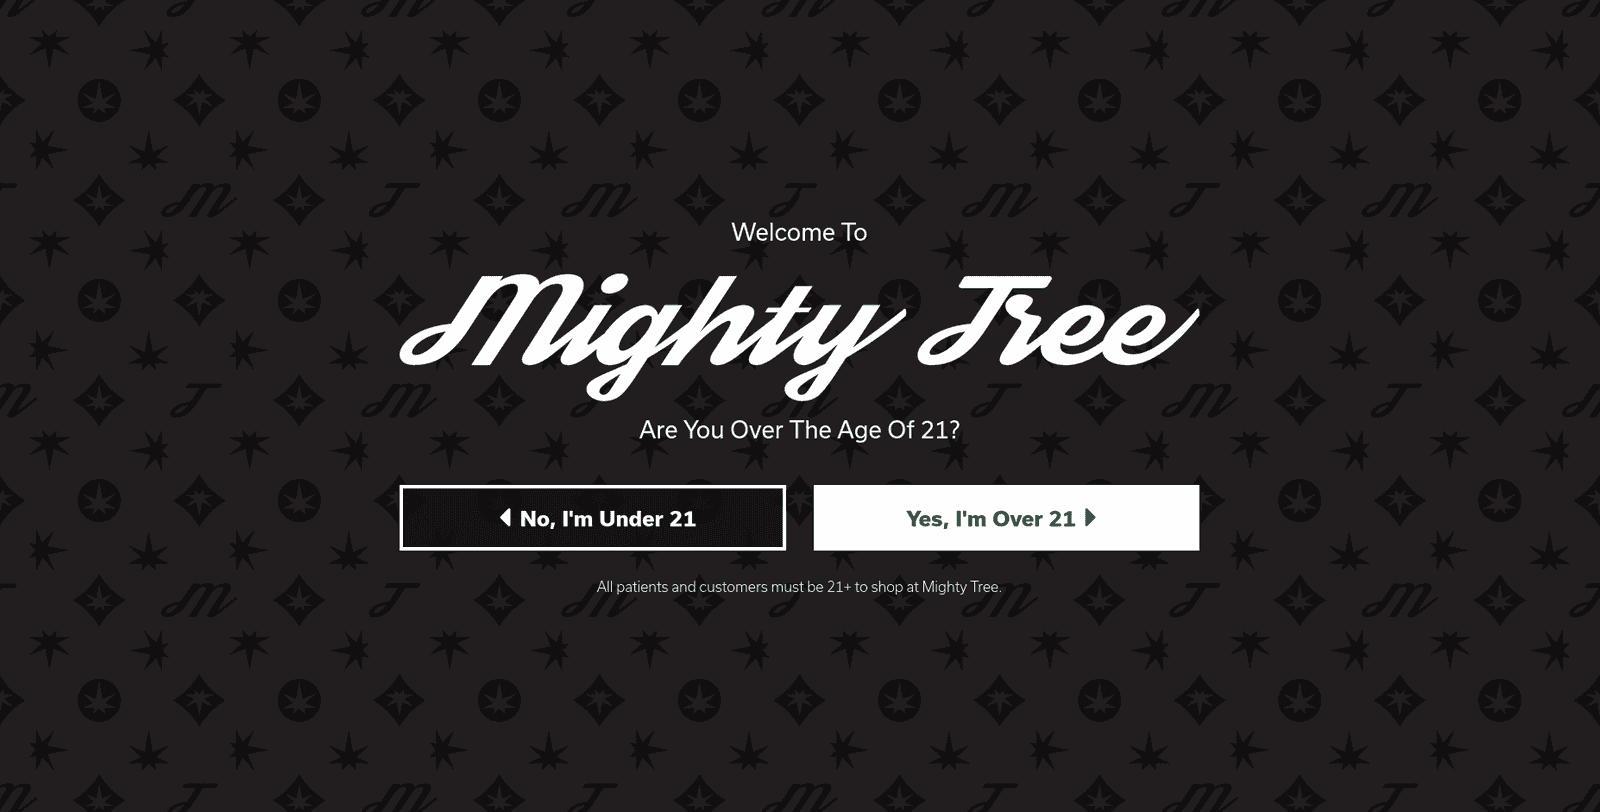 Welcome To
Mighty Tree
Are You Over The Age Of 21?
No, I'm Under 21
Yes, I'm Over 21
All patients and customers must be 21+ to shop at Mighty Tree.